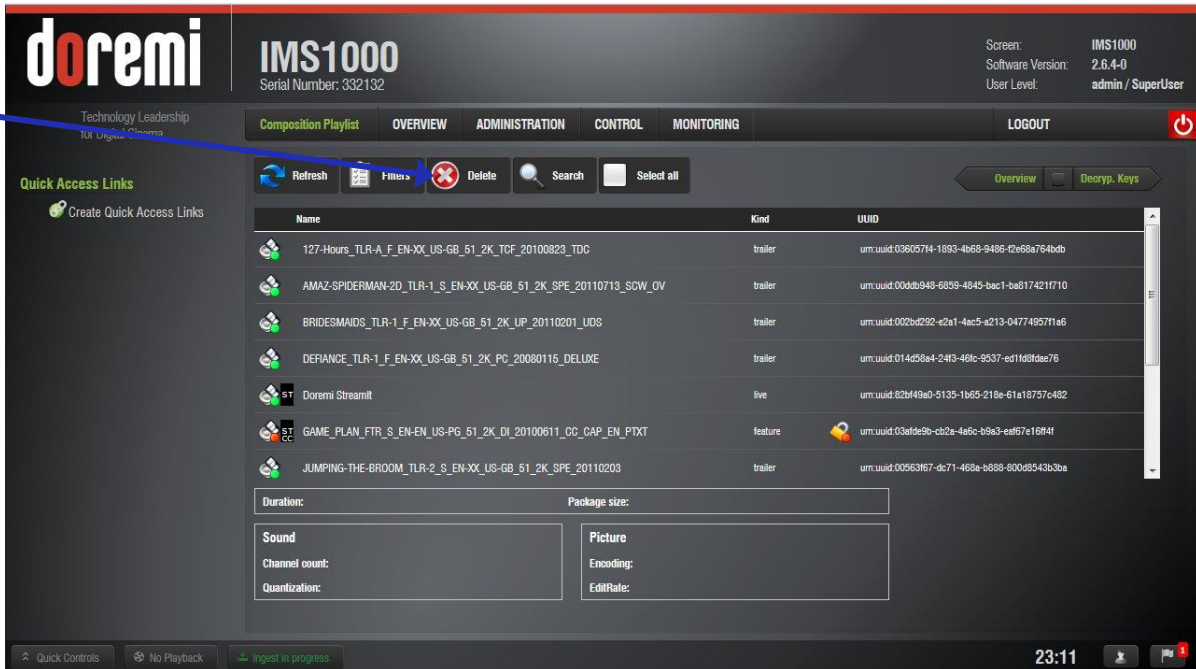 doremi
Technology Leadership
for Digital Cinema
IMS1000
Serial Number: 332132
Screen: IMS1000
Software Version: 2.6.4-0
User Level: admin / SuperUser
Composition Playlist OVERVIEW ADMINISTRATION CONTROL MONITORING LOGOUT
Quick Access Links
Create Quick Access Links
Refresh Filters Delete Search Select all Overview Decryp. Keys
Name Kind UUID
127-Hours_TLR-A_F_EN-XX_US-GB_51_2K_TCF_20100823_TDC trailer urn:uuid:036057f4-1893-4b68-9486-f2e68a764bdb
AMAZ-SPIDERMAN-2D_TLR-1_S_EN-XX_US-GB_51_2K_SPE_20110713_SCW_OV trailer urn:uuid:00ddb948-6859-4845-bac1-ba817421f710
BRIDESMAIDS_TLR-1_F_EN-XX_US-GB_51_2K_UP_20110201_UDS trailer urn:uuid:002bd292-e2a1-4ac5-a213-04774957f1a6
DEFIANCE_TLR-1_F_EN-XX_US-GB_51_2K_PC_20080115_DELUXE trailer urn:uuid:014d58a4-24f3-46fc-9537-ed1fd8fdae76
ST Doremi StreamIt live urn:uuid:82bf49a0-5135-1b65-218e-61a18757c482
ST CC GAME_PLAN_FTR_S_EN-EN_US-PG_51_2K_DI_20100611_CC_CAP_EN_PTXT feature urn:uuid:03afde9b-cb2a-4a6c-b9a3-eaf67e16ff4f
JUMPING-THE-BROOM_TLR-2_S_EN-XX_US-GB_51_2K_SPE_20110203 trailer urn:uuid:00563f67-dc71-468a-b888-800d8543b3ba
Duration: Package size:
Sound Picture
Channel count: Encoding:
Quantization: EditRate:
Quick Controls No Playback Ingest in progress 23:11 1